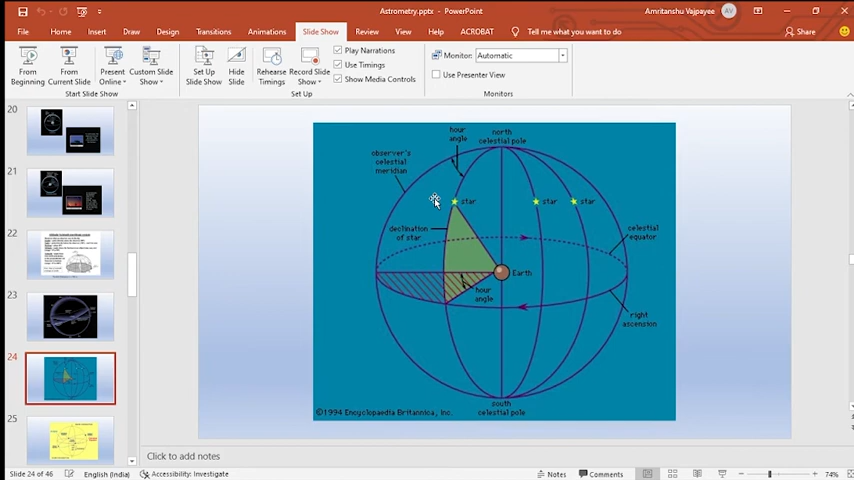 Astrometry.pptx - PowerPoint
Amritanshu Vajpayee
AV
File Home Insert Draw Design Transitions Animations Slide Show Review View Help ACROBAT Tell me what you want to do Share
From Beginning
From Current Slide
Present Online
Custom Slide Show
Start Slide Show
Set Up Slide Show
Hide Slide
Rehearse Timings
Record Slide Show
Play Narrations
Use Timings
Show Media Controls
Set Up
Monitor: Automatic
Use Presenter View
Monitors
20
21
22
23
24
25
hour angle
north celestial pole
observer's celestial meridian
star
star
star
declination of star
celestial equator
Earth
hour angle
right ascension
south celestial pole
©1994 Encyclopaedia Britannica, Inc.
Click to add notes
Slide 24 of 46
English (India)
Accessibility: Investigate
Notes
Comments
74%